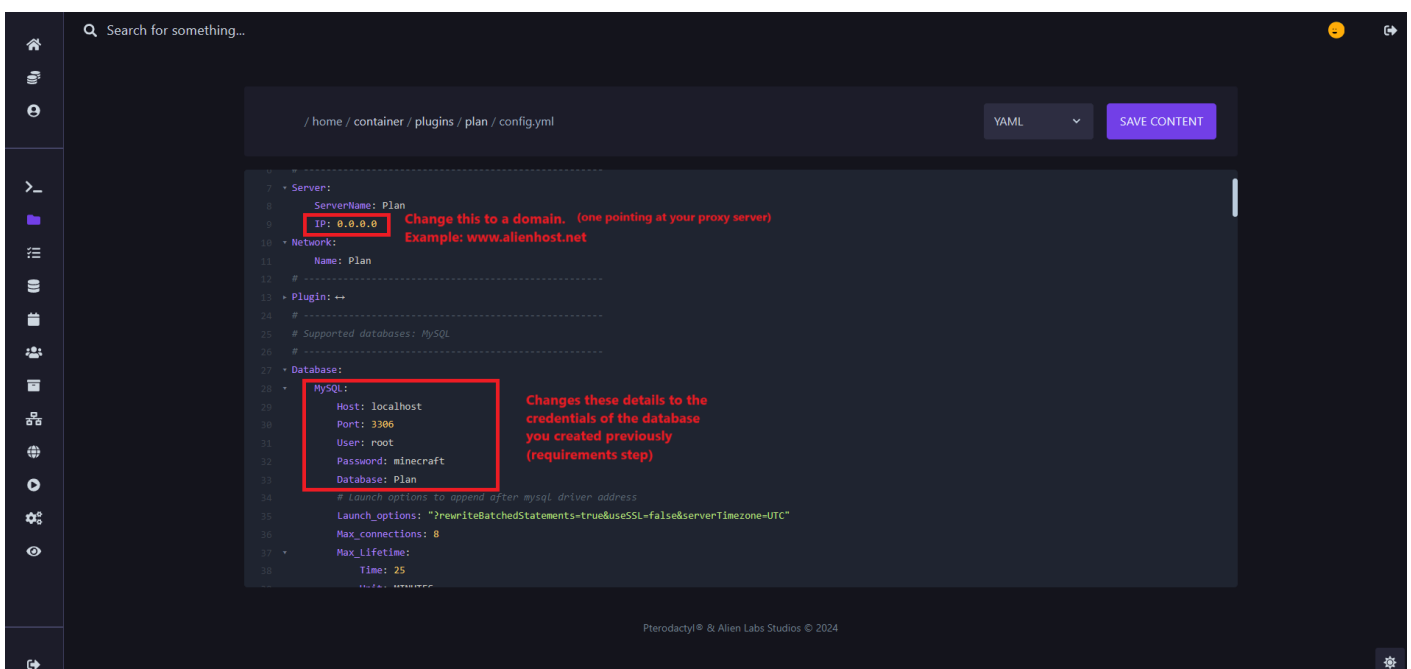 Search for something...
/ home / container / plugins / plan / config.yml
YAML
SAVE CONTENT
7 Server:
8 ServerName: Plan
9 IP: 0.0.0.0
Change this to a domain. (one pointing at your proxy server)
Example: www.alienhost.net
10 Network:
11 Name: Plan
12 # -----------------------------------------------------
13 Plugin: ↔
24 # -----------------------------------------------------
25 # Supported databases: MySQL
26 # -----------------------------------------------------
27 Database:
28 MySQL:
29 Host: localhost
30 Port: 3306
31 User: root
32 Password: minecraft
33 Database: Plan
Changes these details to the
credentials of the database
you created previously
(requirements step)
34 # Launch options to append after mysql driver address
35 Launch_options: "?rewriteBatchedStatements=true&useSSL=false&serverTimezone=UTC"
36 Max_connections: 8
37 Max_Lifetime:
38 Time: 25
Pterodactyl® & Alien Labs Studios © 2024